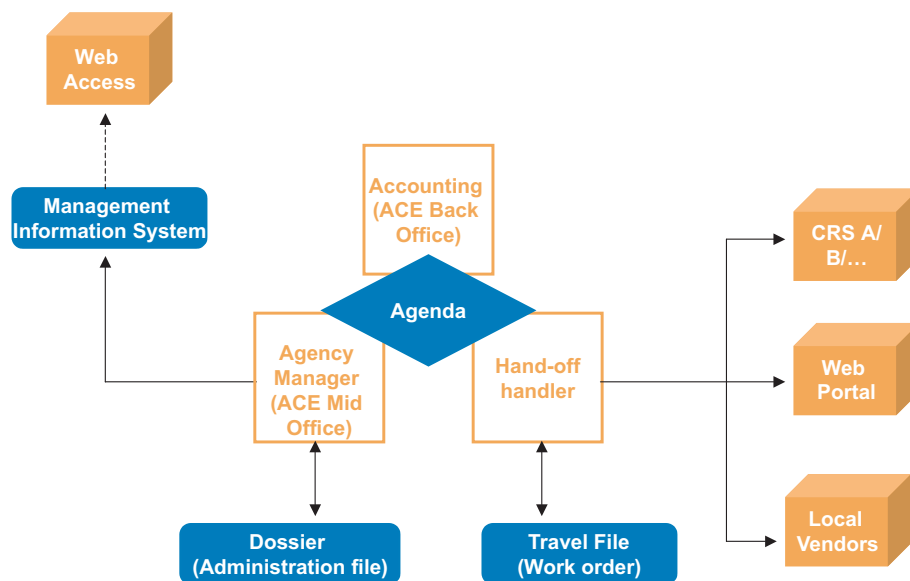 Web
Access
Management
Information System
Accounting
(ACE Back
Office)
Agenda
Agency
Manager
(ACE Mid
Office)
Hand-off
handler
CRS A/
B/...
Web
Portal
Local
Vendors
Dossier
(Administration file)
Travel File
(Work order)